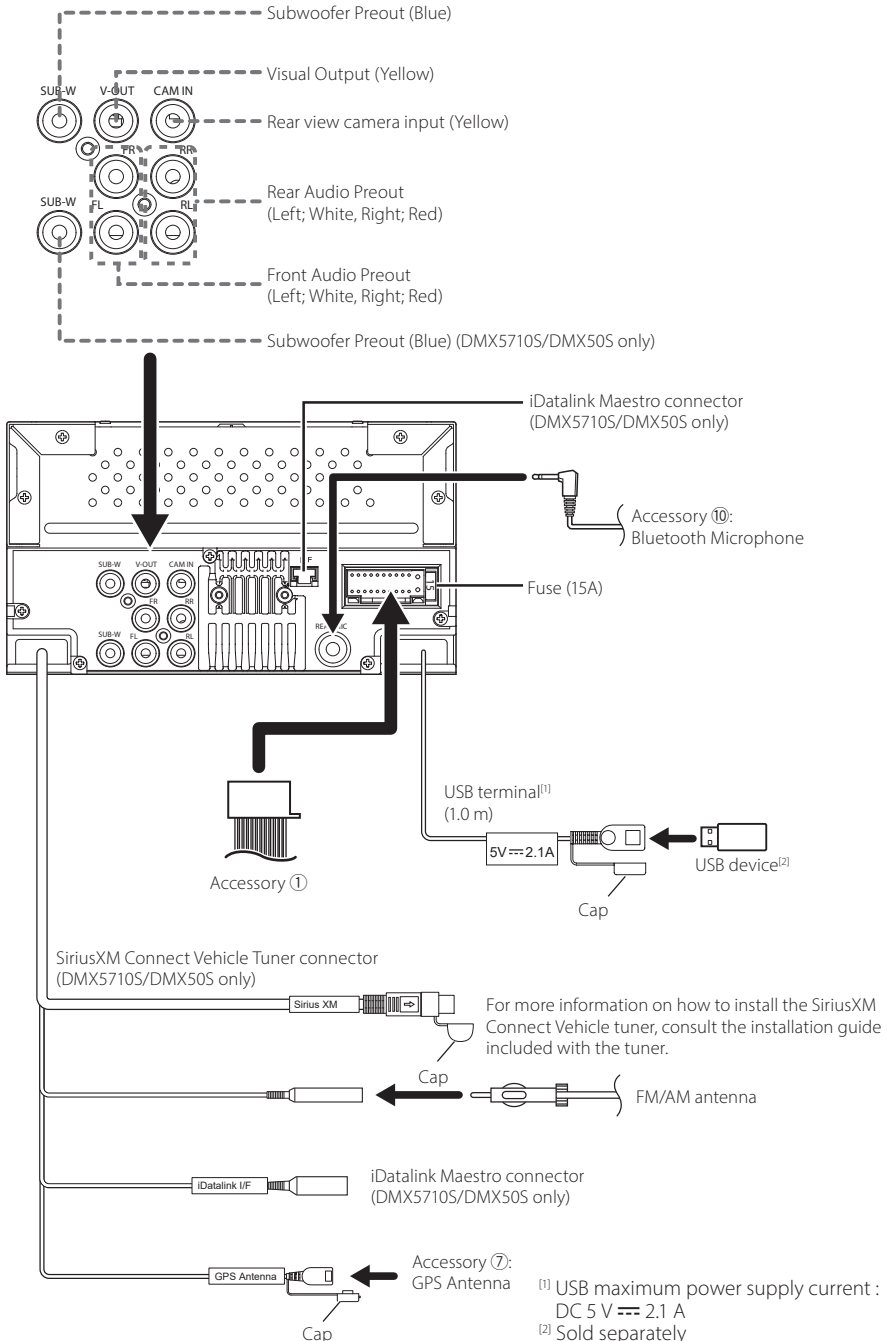 Subwoofer Preout (Blue)
Visual Output (Yellow)
SUB-W V-OUT CAM IN
Rear view camera input (Yellow)
FR RR
Rear Audio Preout
(Left; White, Right; Red)
SUB-W FL RL
Front Audio Preout
(Left; White, Right; Red)
Subwoofer Preout (Blue) (DMX5710S/DMX50S only)
iDatalink Maestro connector
(DMX5710S/DMX50S only)
Accessory ⑩:
Bluetooth Microphone
SUB-W V-OUT CAM IN
FR RR
SUB-W FL RL
15
Fuse (15A)
USB terminal[1]
(1.0 m)
5V⎓2.1A
USB device[2]
Cap
Accessory ①
SiriusXM Connect Vehicle Tuner connector
(DMX5710S/DMX50S only)
Sirius XM
For more information on how to install the SiriusXM
Connect Vehicle tuner, consult the installation guide
included with the tuner.
Cap
FM/AM antenna
iDatalink I/F
iDatalink Maestro connector
(DMX5710S/DMX50S only)
GPS Antenna
Accessory ⑦:
GPS Antenna
Cap
[1] USB maximum power supply current :
DC 5 V ⎓ 2.1 A
[2] Sold separately